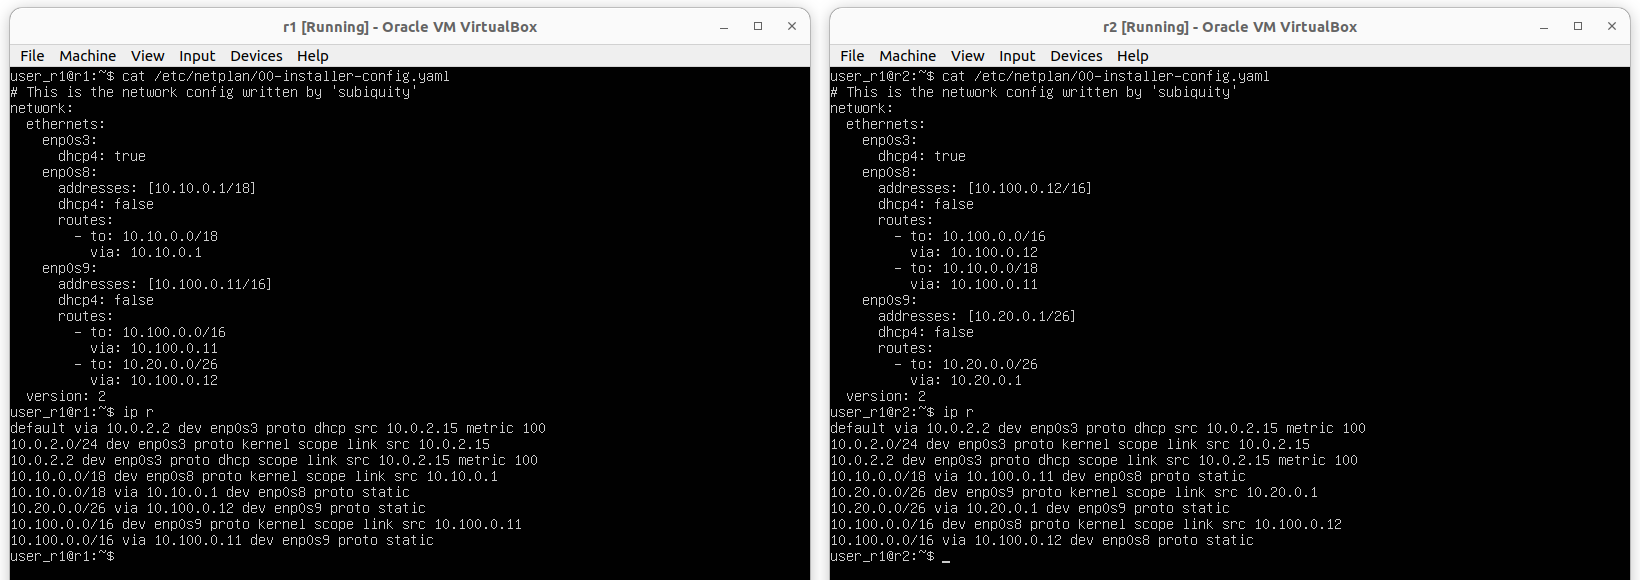 r1 [Running] - Oracle VM VirtualBox
File Machine View Input Devices Help
user_r1@r1:~$ cat /etc/netplan/00-installer-config.yaml
# This is the network config written by 'subiquity'
network:
  ethernets:
    enp0s3:
      dhcp4: true
    enp0s8:
      addresses: [10.10.0.1/18]
      dhcp4: false
      routes:
        - to: 10.10.0.0/18
          via: 10.10.0.1
    enp0s9:
      addresses: [10.100.0.11/16]
      dhcp4: false
      routes:
        - to: 10.100.0.0/16
          via: 10.100.0.11
        - to: 10.20.0.0/26
          via: 10.100.0.12
  version: 2
user_r1@r1:~$ ip r
default via 10.0.2.2 dev enp0s3 proto dhcp src 10.0.2.15 metric 100
10.0.2.0/24 dev enp0s3 proto kernel scope link src 10.0.2.15
10.0.2.2 dev enp0s3 proto dhcp scope link src 10.0.2.15 metric 100
10.10.0.0/18 dev enp0s8 proto kernel scope link src 10.10.0.1
10.10.0.0/18 via 10.10.0.1 dev enp0s8 proto static
10.20.0.0/26 via 10.100.0.12 dev enp0s9 proto static
10.100.0.0/16 dev enp0s9 proto kernel scope link src 10.100.0.11
10.100.0.0/16 via 10.100.0.11 dev enp0s9 proto static
user_r1@r1:~$
r2 [Running] - Oracle VM VirtualBox
File Machine View Input Devices Help
user_r1@r2:~$ cat /etc/netplan/00-installer-config.yaml
# This is the network config written by 'subiquity'
network:
  ethernets:
    enp0s3:
      dhcp4: true
    enp0s8:
      addresses: [10.100.0.12/16]
      dhcp4: false
      routes:
        - to: 10.100.0.0/16
          via: 10.100.0.12
        - to: 10.10.0.0/18
          via: 10.100.0.11
    enp0s9:
      addresses: [10.20.0.1/26]
      dhcp4: false
      routes:
        - to: 10.20.0.0/26
          via: 10.20.0.1
  version: 2
user_r1@r2:~$ ip r
default via 10.0.2.2 dev enp0s3 proto dhcp src 10.0.2.15 metric 100
10.0.2.0/24 dev enp0s3 proto kernel scope link src 10.0.2.15
10.0.2.2 dev enp0s3 proto dhcp scope link src 10.0.2.15 metric 100
10.10.0.0/18 via 10.100.0.11 dev enp0s8 proto static
10.20.0.0/26 dev enp0s9 proto kernel scope link src 10.20.0.1
10.20.0.0/26 via 10.20.0.1 dev enp0s9 proto static
10.100.0.0/16 dev enp0s8 proto kernel scope link src 10.100.0.12
10.100.0.0/16 via 10.100.0.12 dev enp0s8 proto static
user_r1@r2:~$ _